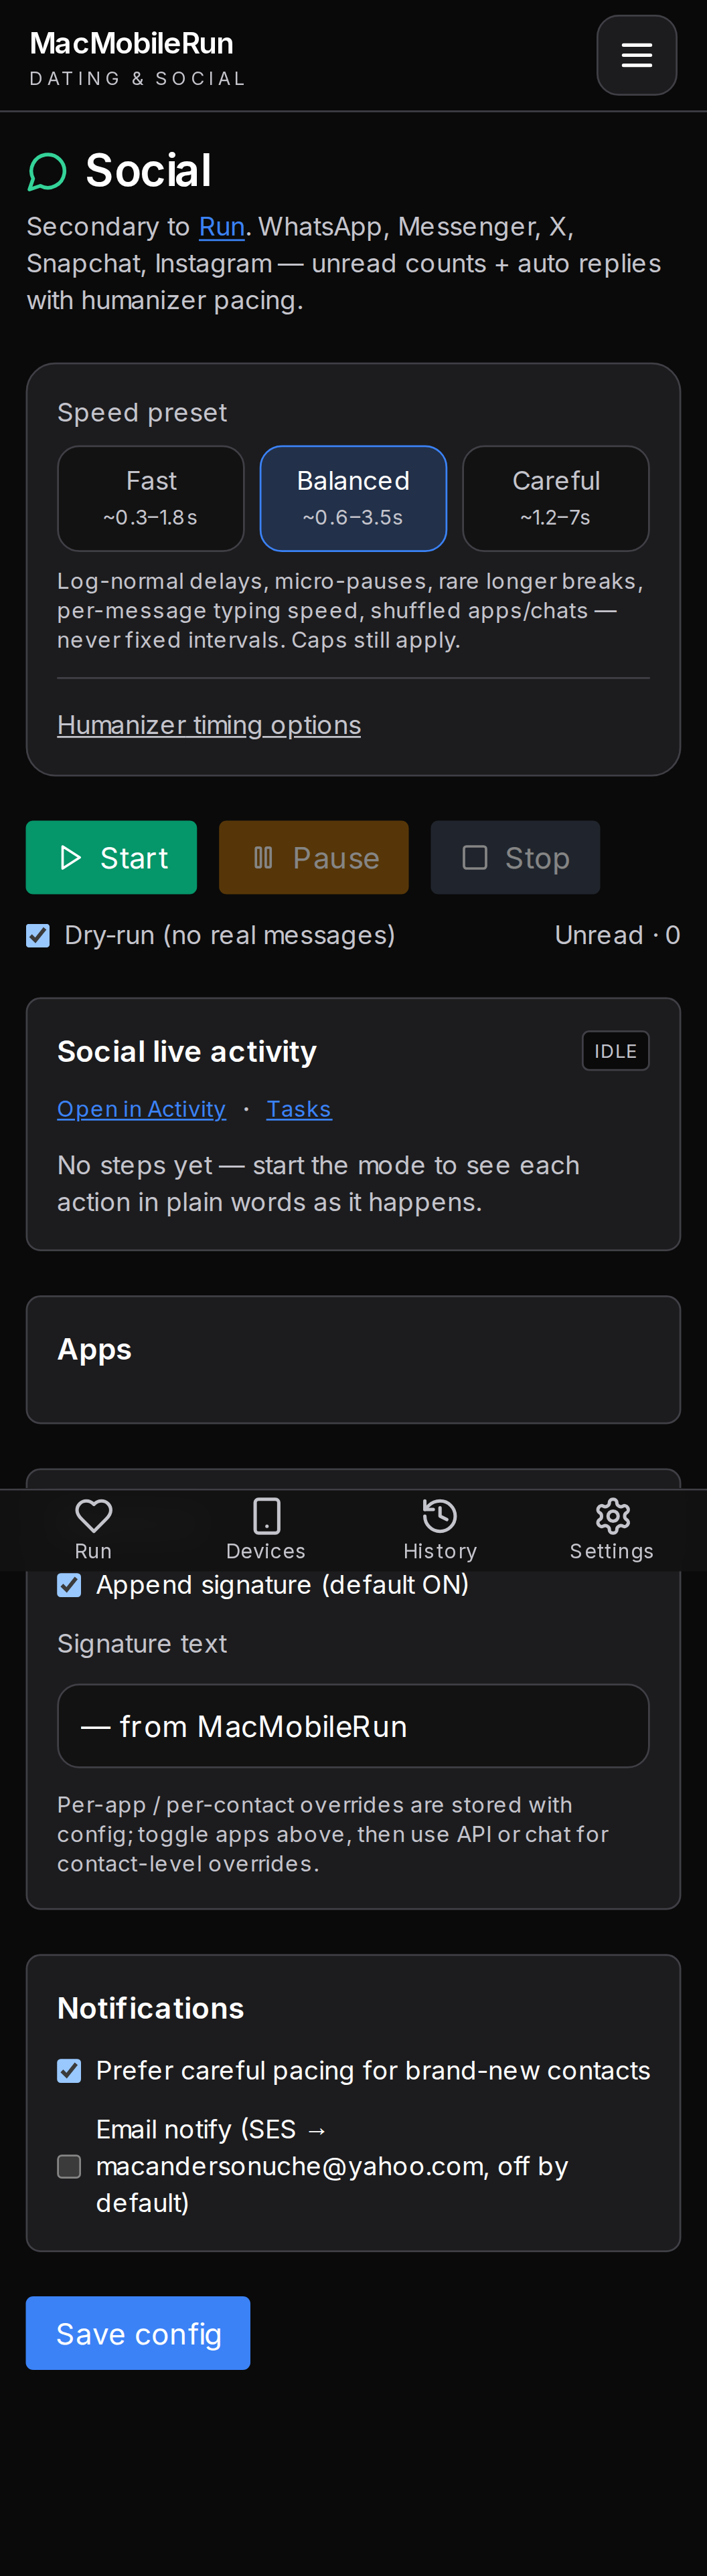 MacMobileRun
DATING & SOCIAL
Social
Secondary to Run. WhatsApp, Messenger, X,
Snapchat, Instagram — unread counts + auto replies
with humanizer pacing.
Speed preset
Fast
~0.3–1.8s
Balanced
~0.6–3.5s
Careful
~1.2–7s
Log-normal delays, micro-pauses, rare longer breaks,
per-message typing speed, shuffled apps/chats —
never fixed intervals. Caps still apply.
Humanizer timing options
Start
Pause
Stop
Dry-run (no real messages)
Unread · 0
Social live activity
IDLE
Open in Activity · Tasks
No steps yet — start the mode to see each
action in plain words as it happens.
Apps
Run
Devices
History
Settings
Append signature (default ON)
Signature text
— from MacMobileRun
Per-app / per-contact overrides are stored with
config; toggle apps above, then use API or chat for
contact-level overrides.
Notifications
Prefer careful pacing for brand-new contacts
Email notify (SES →
macandersonuche@yahoo.com, off by
default)
Save config